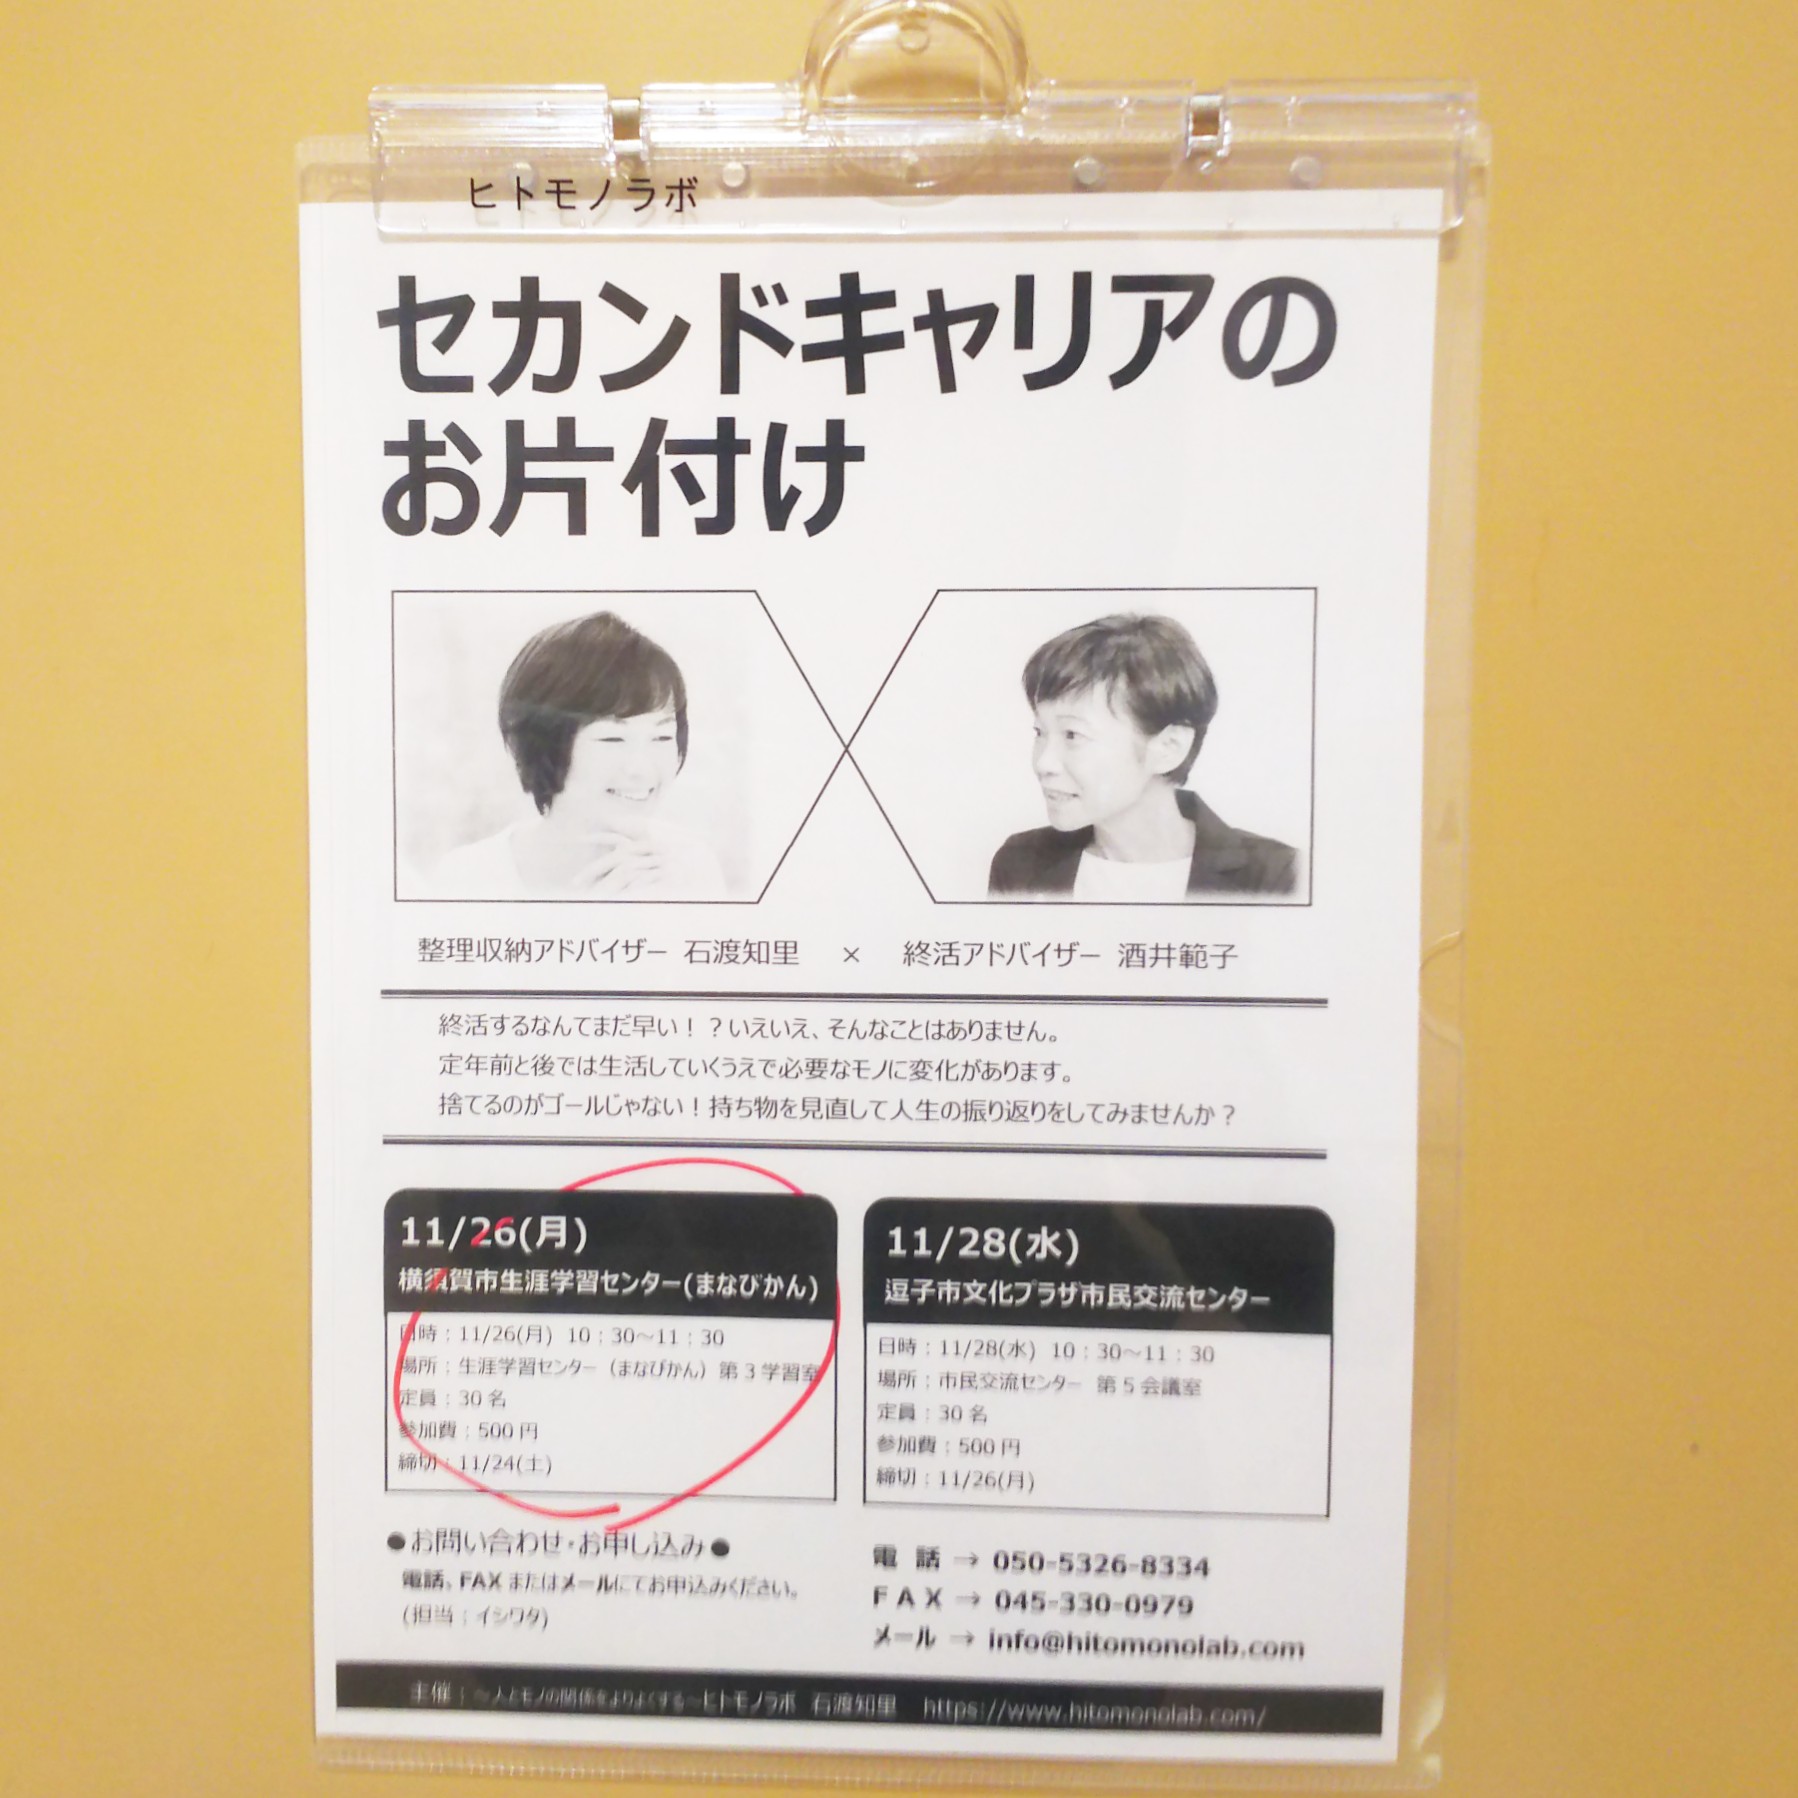 ヒトモノラボ
セカンドキャリアの
お片付け
整理収納アドバイザー 石渡知里 × 終活アドバイザー 酒井範子
終活するなんてまだ早い！？いえいえ、そんなことはありません。
定年前と後では生活していくうえで必要なモノに変化があります。
捨てるのがゴールじゃない！持ち物を見直して人生の振り返りをしてみませんか？
11/26(月)
横須賀市生涯学習センター(まなびかん)
日時：11/26(月) 10：30～11：30
場所：生涯学習センター（まなびかん）第３学習室
定員：30名
参加費：500円
締切：11/24(土)
11/28(水)
逗子市文化プラザ市民交流センター
日時：11/28(水) 10：30～11：30
場所：市民交流センター 第５会議室
定員：30名
参加費：500円
締切：11/26(月)
●お問い合わせ・お申し込み●
電話、FAXまたはメールにてお申込みください。
(担当：イシワタ)
電 話 → 050-5326-8334
F A X → 045-330-0979
メール → info@hitomonolab.com
主催：～人とモノの関係をよりよくする～ヒトモノラボ 石渡知里 https://www.hitomonolab.com/